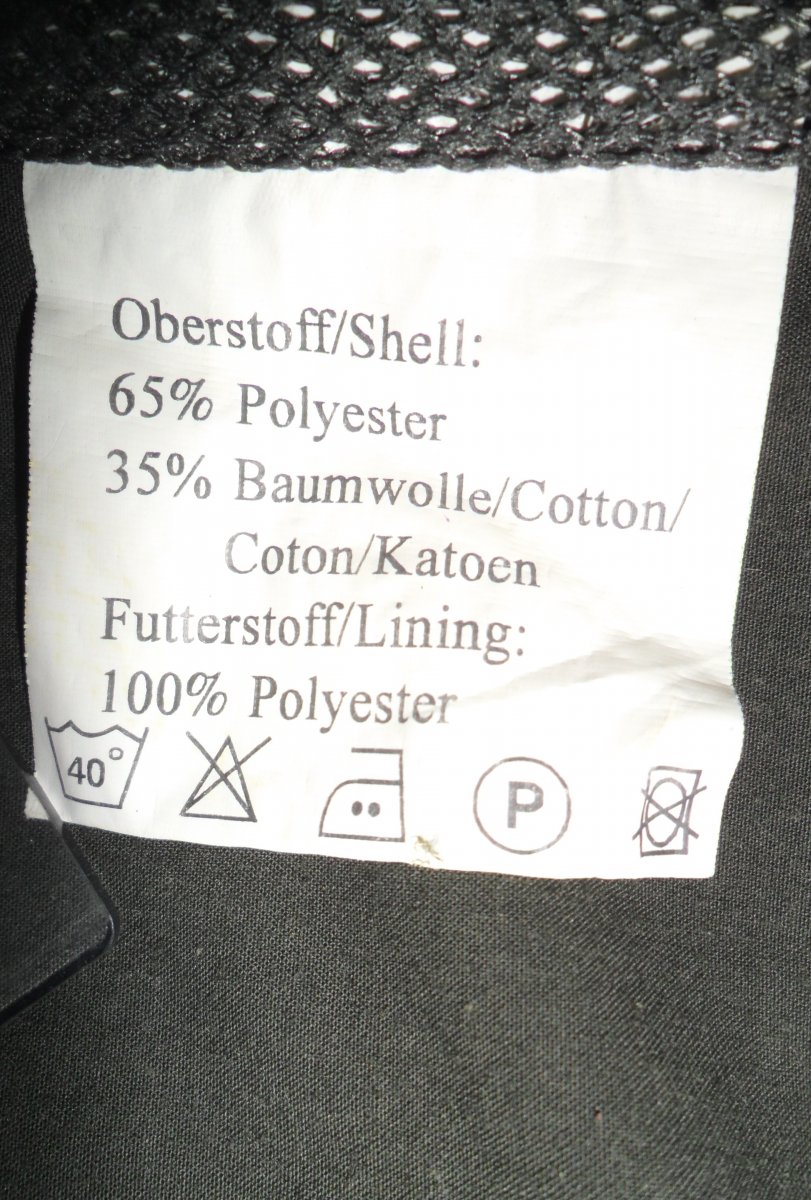 Oberstoff/Shell:
65% Polyester
35% Baumwolle/Cotton/
Coton/Katoen
Futterstoff/Lining:
100% Polyester
40°
P